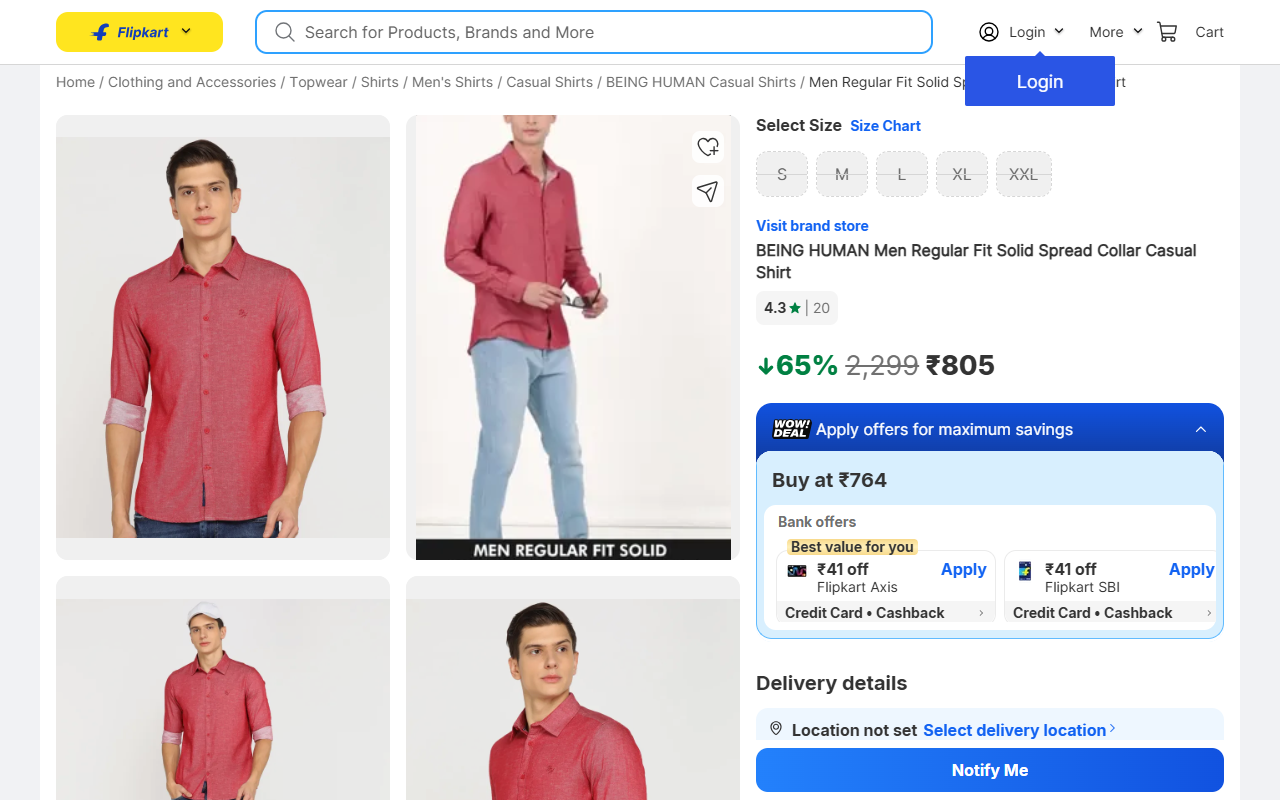 Flipkart
Search for Products, Brands and More
Login
More
Cart
Login
Home / Clothing and Accessories / Topwear / Shirts / Men's Shirts / Casual Shirts / BEING HUMAN Casual Shirts / Men Regular Fit Solid
Select Size Size Chart
S M L XL XXL
Visit brand store
BEING HUMAN Men Regular Fit Solid Spread Collar Casual
Shirt
4.3 | 20
65% 2,299 ₹805
WOW! DEAL Apply offers for maximum savings
Buy at ₹764
Bank offers
Best value for you
₹41 off Apply
Flipkart Axis
Credit Card • Cashback
₹41 off Apply
Flipkart SBI
Credit Card • Cashback
Delivery details
Location not set Select delivery location
Notify Me
MEN REGULAR FIT SOLID